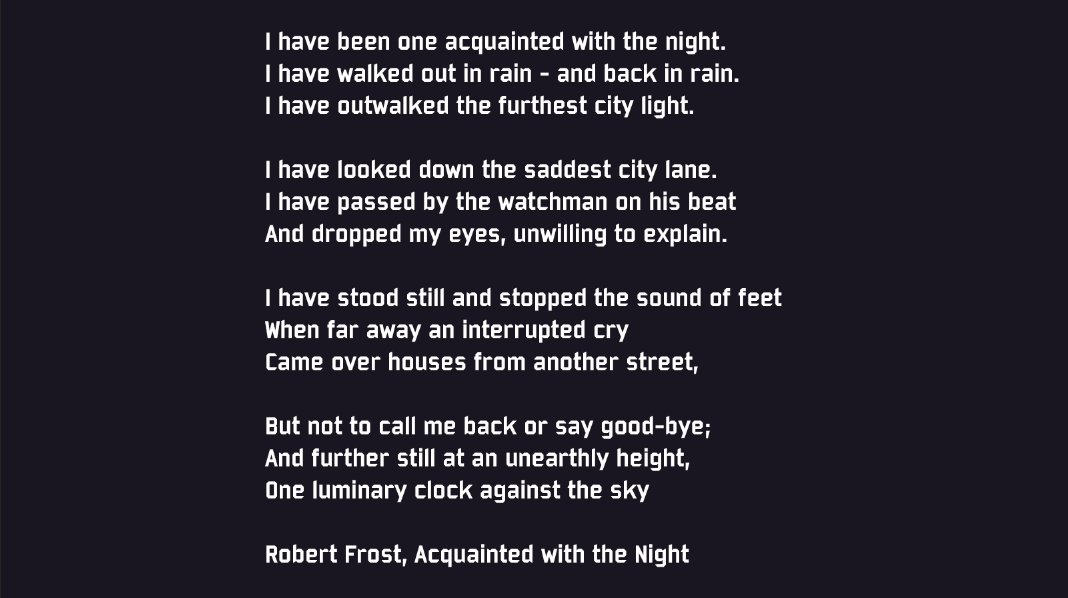 I have been one acquainted with the night.
I have walked out in rain - and back in rain.
I have outwalked the furthest city light.
I have looked down the saddest city lane.
I have passed by the watchman on his beat
And dropped my eyes, unwilling to explain.
I have stood still and stopped the sound of feet
When far away an interrupted cry
Came over houses from another street,
But not to call me back or say good-bye;
And further still at an unearthly height,
One luminary clock against the sky
Robert Frost, Acquainted with the Night